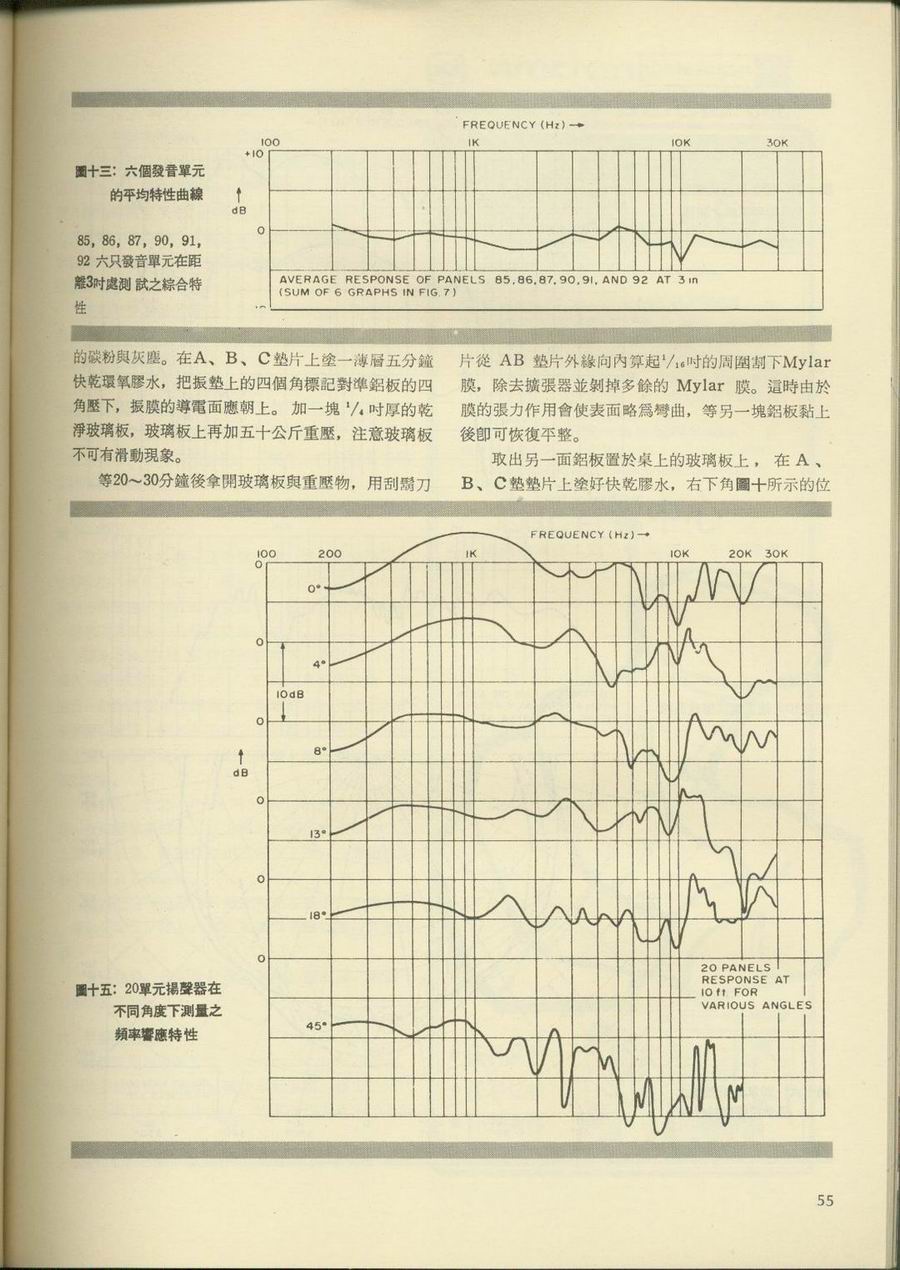 FREQUENCY (Hz) →
100 1K 10K 30K
+10
dB
0
圖十三：六個發音單元
的平均特性曲線
85, 86, 87, 90, 91,
92 六只發音單元在距
離3吋處測 試之綜合特
性
AVERAGE RESPONSE OF PANELS 85,86,87,90,91, AND 92 AT 3 in
(SUM OF 6 GRAPHS IN FIG. 7)
的碳粉與灰塵。在A、B、C墊片上塗一薄層五分鐘
快乾環氧膠水，把振墊上的四個角標記對準鋁板的四
角壓下，振膜的導電面應朝上。 加一塊 1/4 吋厚的乾
淨玻璃板，玻璃板上再加五十公斤重壓，注意玻璃板
不可有滑動現象。
等20～30分鐘後拿開玻璃板與重壓物，用刮鬍刀
片從 AB 墊片外緣向內算起1/16吋的周圍割下Mylar
膜，除去擴張器並剝掉多餘的 Mylar 膜。這時由於
膜的張力作用會使表面略爲彎曲，等另一塊鋁板黏上
後卽可恢復平整。
取出另一面鋁板置於桌上的玻璃板上， 在 A 、
B、C墊墊片上塗好快乾膠水，右下角圖十所示的位
FREQUENCY (Hz) →
100 200 1K 10K 20K 30K
0
0°
0
4°
10dB
0
8°
dB
0
13°
0
18°
0
20 PANELS
RESPONSE AT
10 ft FOR
VARIOUS ANGLES
45°
圖十五：20單元揚聲器在
不同角度下測量之
頻率響應特性
55